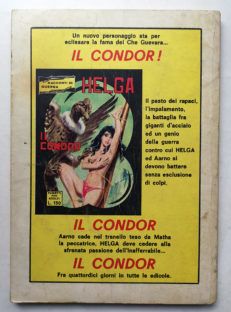 Un nuovo personaggio sta per
eclissare la fama del Che Guevara...
IL CONDOR!
RACCONTI DI
GUERRA
HELGA
IL
CONDOR
L. 150
Il pasto dei rapaci,
l'impalamento,
la battaglia fra
giganti d'acciaio
ed un genio
della guerra
contro cui HELGA
ed Aarno si
devono battere
senza esclusione
di colpi.
IL CONDOR
Aarno cade nel tranello teso da Matha
la peccatrice, HELGA deve cedere alla
sfrenata passione dell'Inafferrabile...
IL CONDOR
Fra quattordici giorni in tutte le edicole.